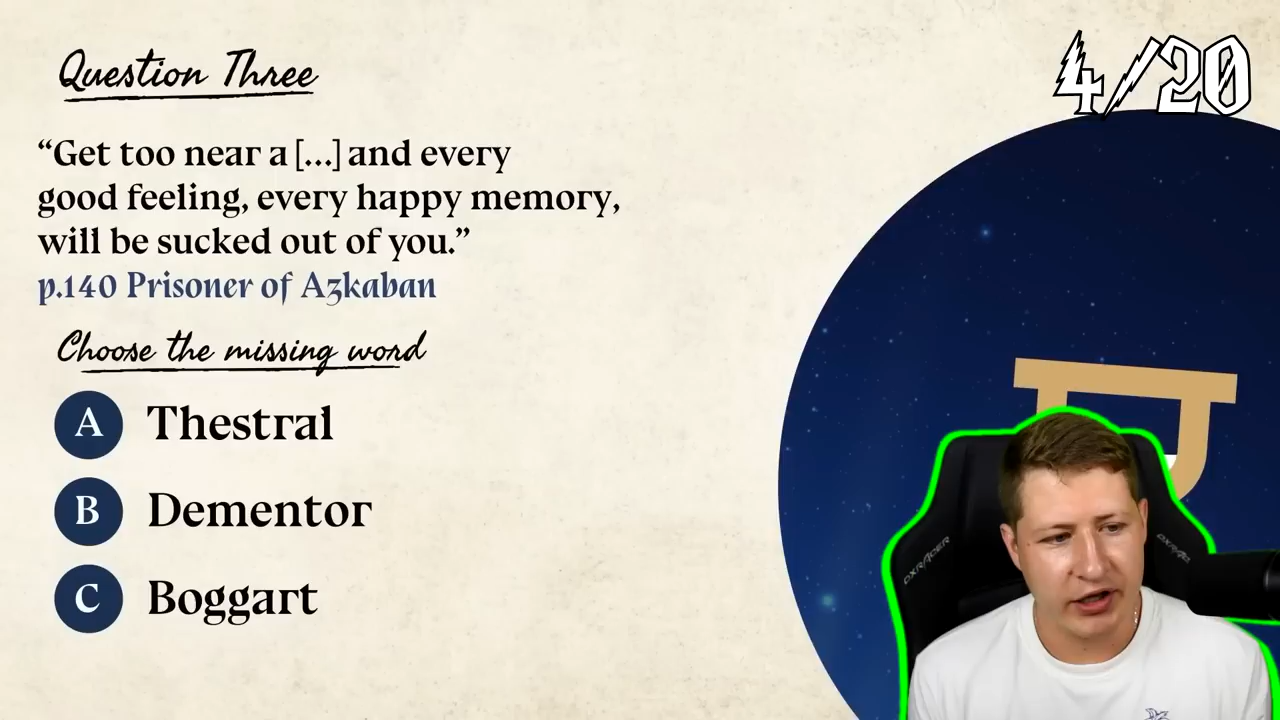 Question Three
4/20
“Get too near a [...] and every
good feeling, every happy memory,
will be sucked out of you.”
p.140 Prisoner of Azkaban
Choose the missing word
A Thestral
B Dementor
C Boggart
DXRACER